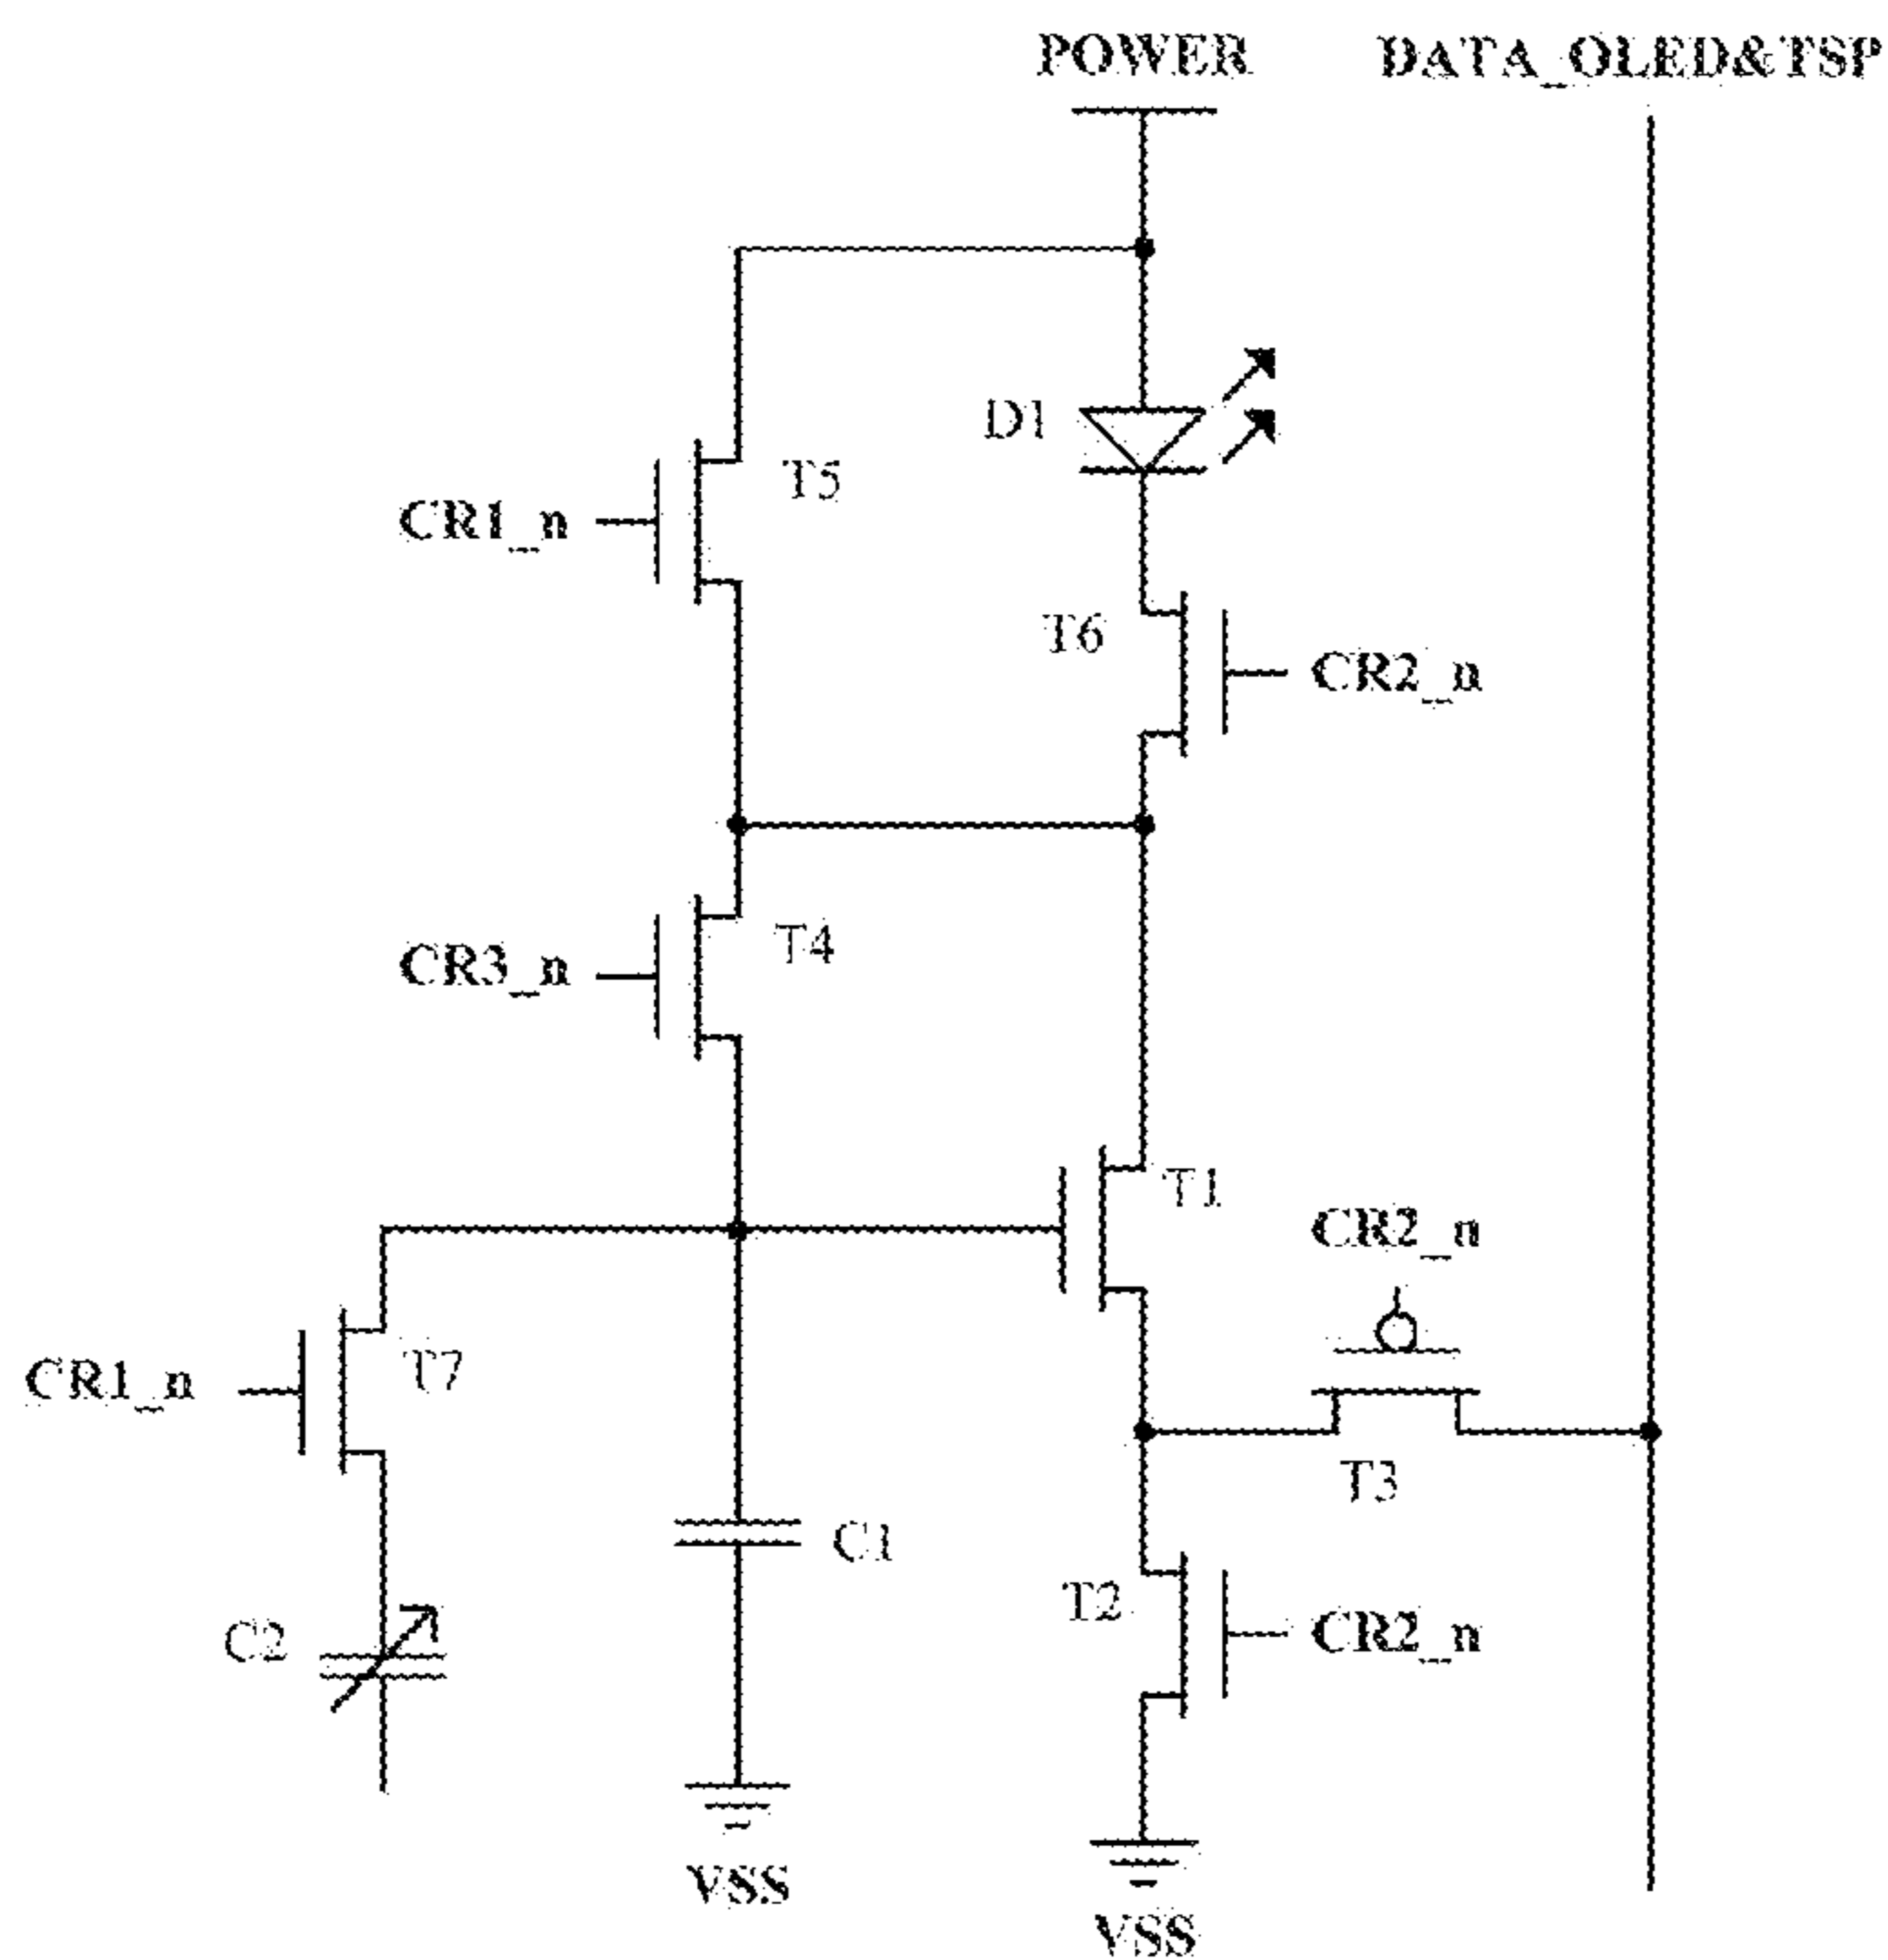 POWER
DATA_OLED&TSP
D1
T5
CR1_n
T6
CR2_n
T4
CR3_n
T1
CR2_n
T7
CR1_n
T3
C1
T2
C2
CR2_n
VSS
VSS